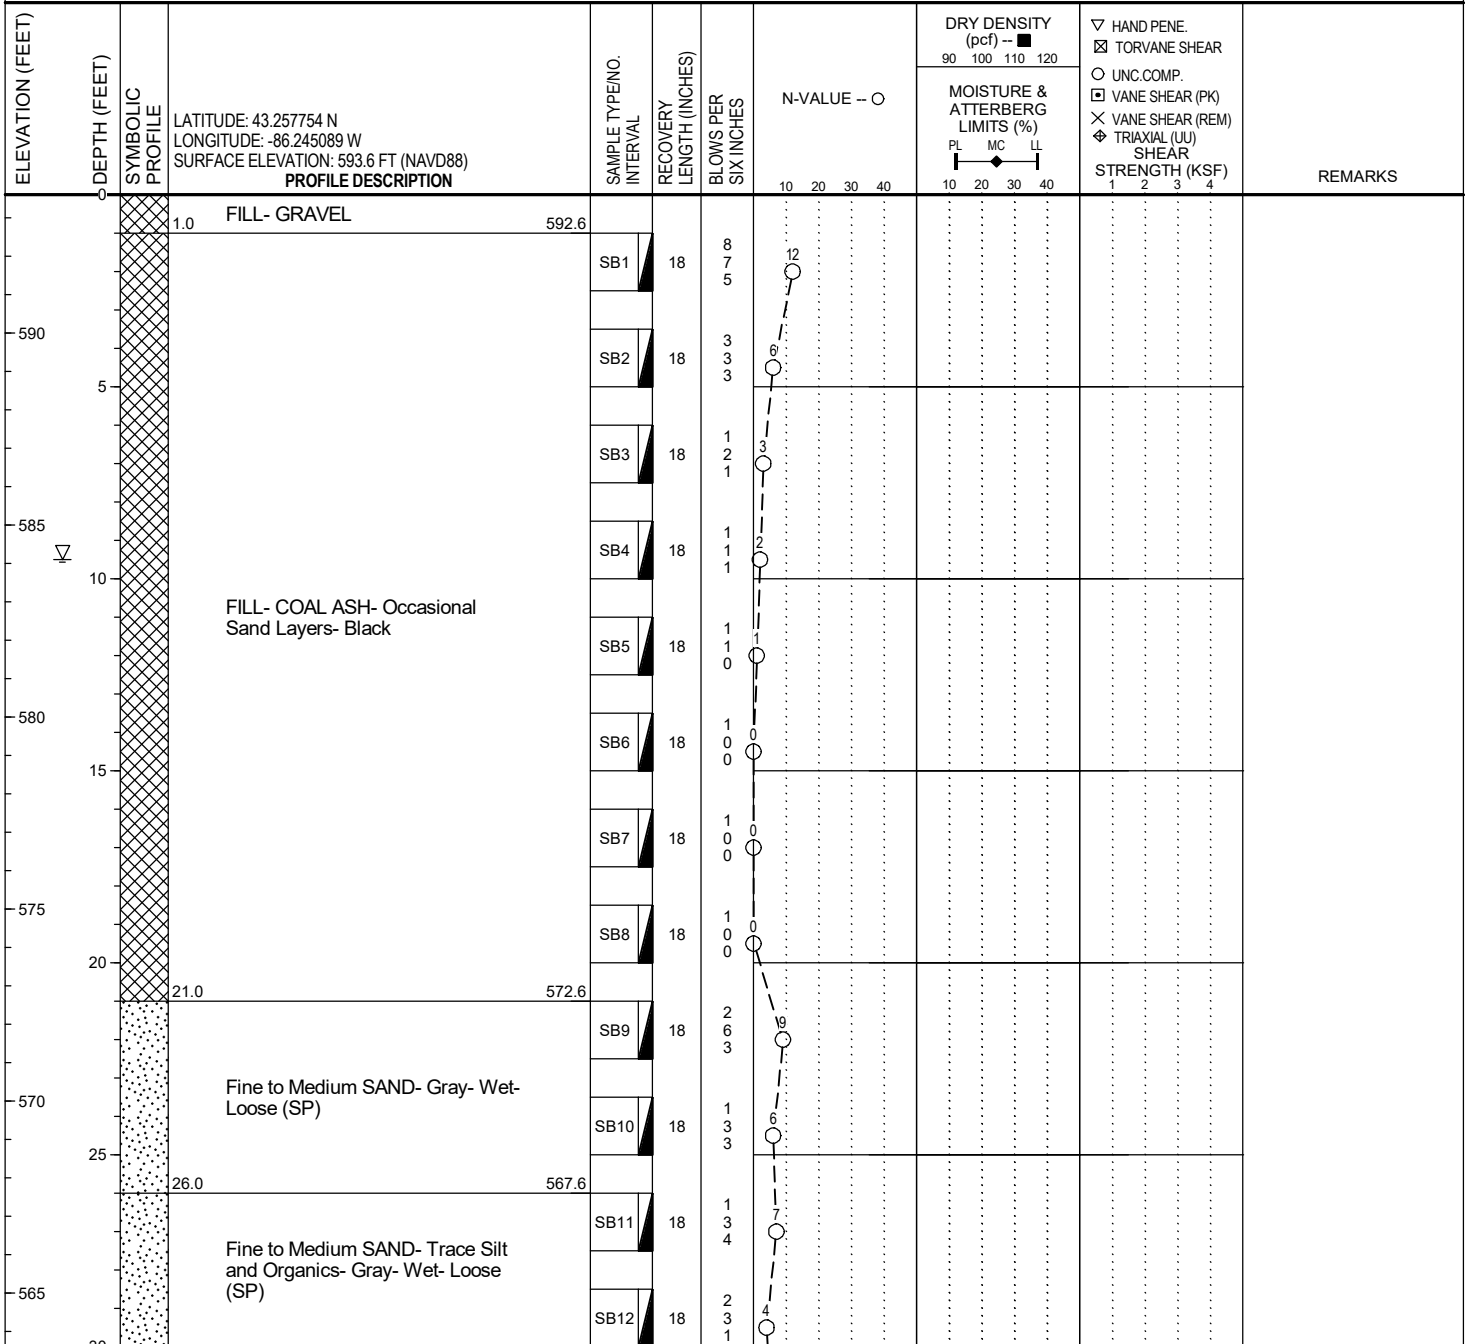 ELEVATION (FEET)
DEPTH (FEET)
SYMBOLIC
PROFILE
LATITUDE: 43.257754 N
LONGITUDE: -86.245089 W
SURFACE ELEVATION: 593.6 FT (NAVD88)
PROFILE DESCRIPTION
SAMPLE TYPE/NO.
INTERVAL
RECOVERY
LENGTH (INCHES)
BLOWS PER
SIX INCHES
N-VALUE -- O
10 20 30 40
DRY DENSITY
(pcf) -- ■
90 100 110 120
MOISTURE &
ATTERBERG
LIMITS (%)
PL MC LL
10 20 30 40
▽ HAND PENE.
⊠ TORVANE SHEAR
○ UNC.COMP.
VANE SHEAR (PK)
VANE SHEAR (REM)
TRIAXIAL (UU)
SHEAR
STRENGTH (KSF)
1 2 3 4
REMARKS
0
1.0 FILL- GRAVEL 592.6
SB1 18
8
7
5
12
590
SB2 18
3
3
3
6
5
SB3 18
1
2
1
3
585
SB4 18
1
1
1
2
10
FILL- COAL ASH- Occasional
Sand Layers- Black
SB5 18
1
1
0
1
580
SB6 18
1
0
0
0
15
SB7 18
1
0
0
0
575
SB8 18
1
0
0
0
20
21.0 572.6
SB9 18
2
6
3
9
Fine to Medium SAND- Gray- Wet-
Loose (SP)
570
SB10 18
1
3
3
6
25
26.0 567.6
SB11 18
1
3
4
7
Fine to Medium SAND- Trace Silt
and Organics- Gray- Wet- Loose
(SP)
565
SB12 18
2
3
1
4